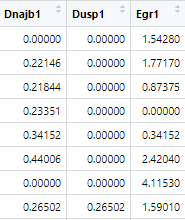 Dnajb1 Dusp1 Egr1
0.00000 0.00000 1.54280
0.22146 0.00000 1.77170
0.21844 0.00000 0.87375
0.23351 0.00000 0.00000
0.34152 0.00000 0.34152
0.44006 0.00000 2.42040
0.00000 0.00000 4.11530
0.26502 0.26502 1.59010